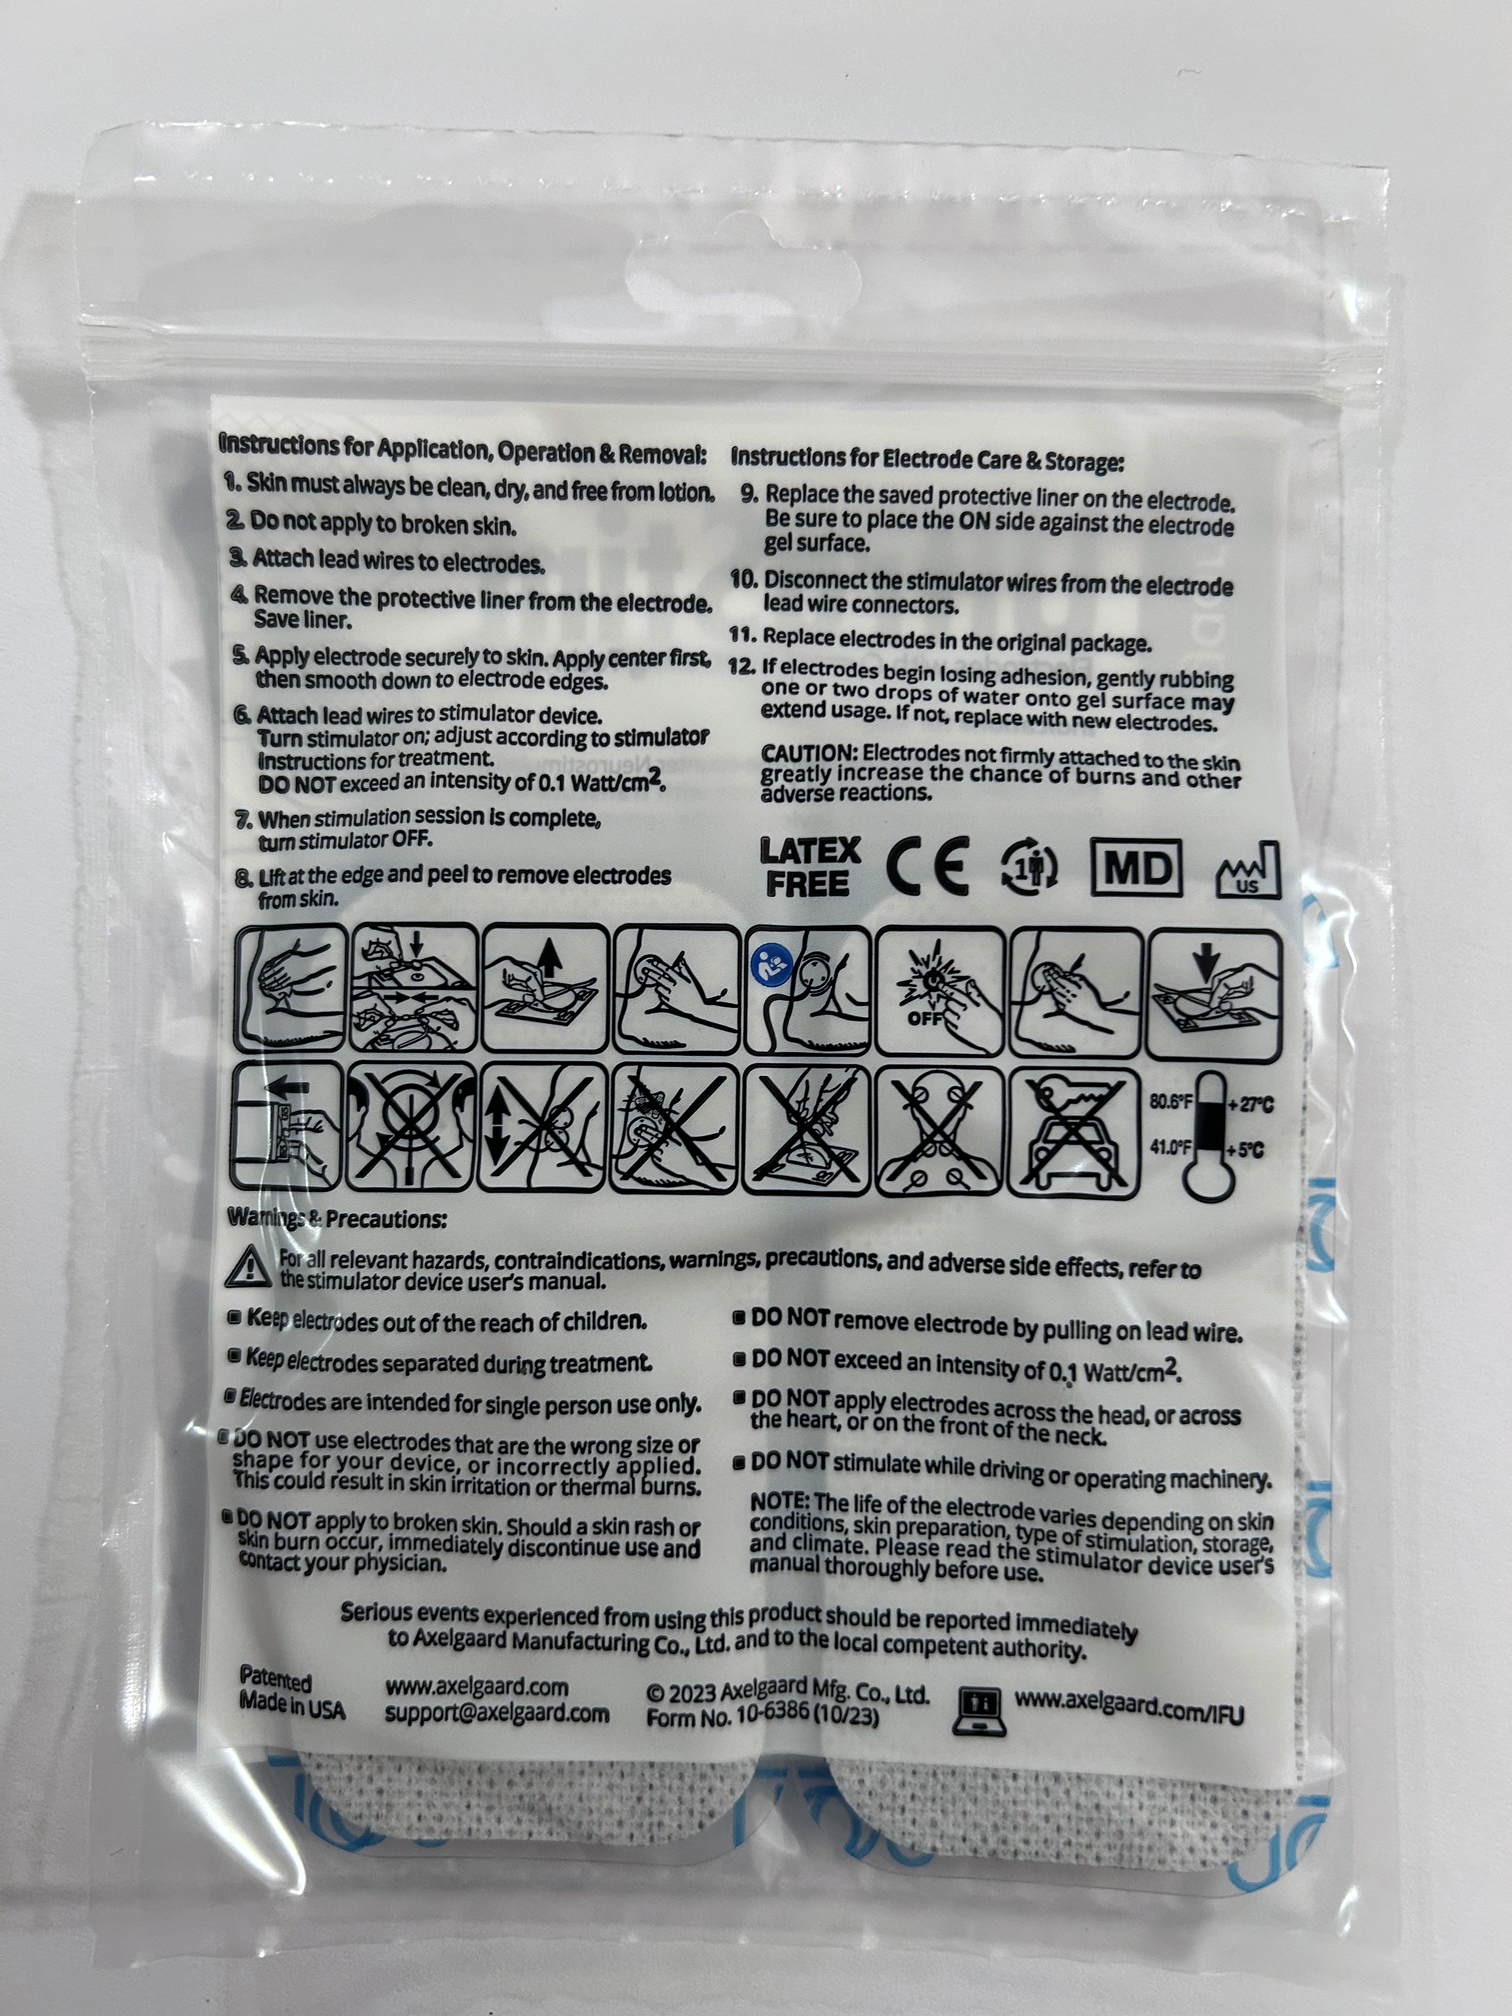 Instructions for Application, Operation & Removal:
1. Skin must always be clean, dry, and free from lotion.
2. Do not apply to broken skin.
3. Attach lead wires to electrodes.
4. Remove the protective liner from the electrode.
Save liner.
5. Apply electrode securely to skin. Apply center first,
then smooth down to electrode edges.
6. Attach lead wires to stimulator device.
Turn stimulator on; adjust according to stimulator
instructions for treatment.
DO NOT exceed an intensity of 0.1 Watt/cm².
7. When stimulation session is complete,
turn stimulator OFF.
8. Lift at the edge and peel to remove electrodes
from skin.
Instructions for Electrode Care & Storage:
9. Replace the saved protective liner on the electrode.
Be sure to place the ON side against the electrode
gel surface.
10. Disconnect the stimulator wires from the electrode
lead wire connectors.
11. Replace electrodes in the original package.
12. If electrodes begin losing adhesion, gently rubbing
one or two drops of water onto gel surface may
extend usage. If not, replace with new electrodes.
CAUTION: Electrodes not firmly attached to the skin
greatly increase the chance of burns and other
adverse reactions.
LATEX
FREE
CE
1
MD
US
OFF
80.6°F +27°C
41.0°F +5°C
Warnings & Precautions:
For all relevant hazards, contraindications, warnings, precautions, and adverse side effects, refer to
the stimulator device user's manual.
Keep electrodes out of the reach of children.
Keep electrodes separated during treatment.
Electrodes are intended for single person use only.
DO NOT use electrodes that are the wrong size or
shape for your device, or incorrectly applied.
This could result in skin irritation or thermal burns.
DO NOT apply to broken skin. Should a skin rash or
skin burn occur, immediately discontinue use and
contact your physician.
DO NOT remove electrode by pulling on lead wire.
DO NOT exceed an intensity of 0.1 Watt/cm².
DO NOT apply electrodes across the head, or across
the heart, or on the front of the neck.
DO NOT stimulate while driving or operating machinery.
NOTE: The life of the electrode varies depending on skin
conditions, skin preparation, type of stimulation, storage,
and climate. Please read the stimulator device user's
manual thoroughly before use.
Serious events experienced from using this product should be reported immediately
to Axelgaard Manufacturing Co., Ltd. and to the local competent authority.
Patented
Made in USA
www.axelgaard.com
support@axelgaard.com
© 2023 Axelgaard Mfg. Co., Ltd.
Form No. 10-6386 (10/23)
www.axelgaard.com/IFU